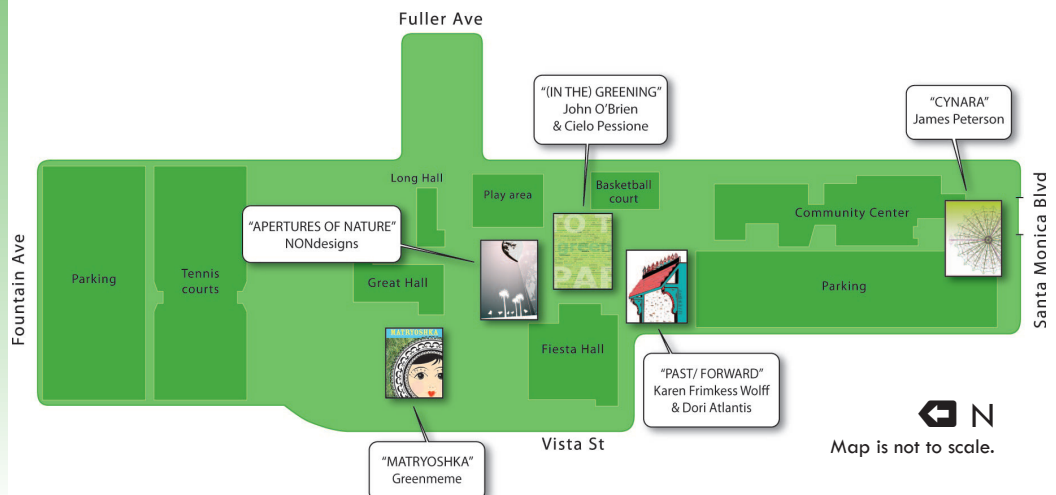 Fuller Ave
"(IN THE) GREENING"
John O’Brien
& Cielo Pessione
"CYNARA"
James Peterson
Long Hall
Play area
Basketball
court
Community Center
"APERTURES OF NATURE"
NONdesigns
Fountain Ave
Parking
Tennis
courts
Great Hall
Parking
Santa Monica Blvd
MATRYOSHKA
Fiesta Hall
"PAST/ FORWARD"
Karen Frimkess Wolff
& Dori Atlantis
Vista St
"MATRYOSHKA"
Greenmeme
N
Map is not to scale.